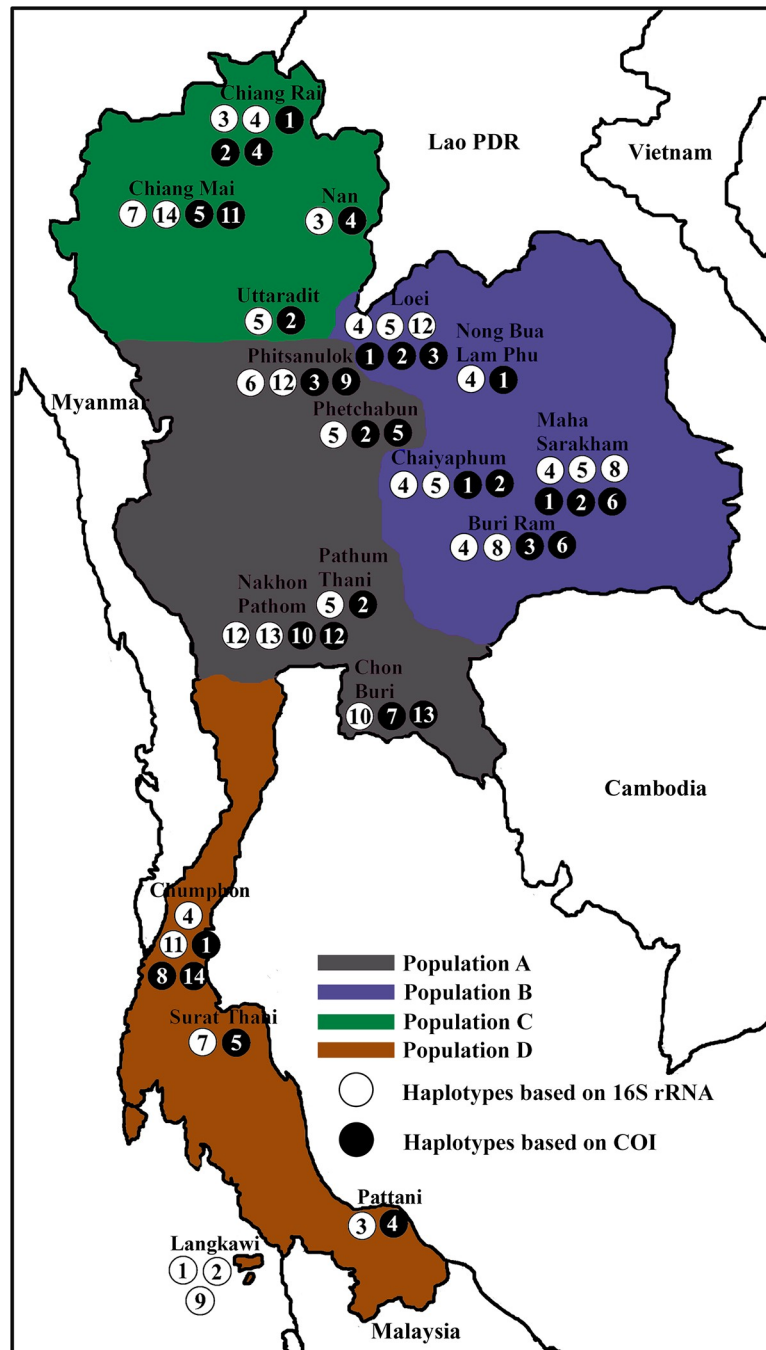 Chiang Rai
3 4 1
2 4
Lao PDR
Vietnam
Chiang Mai
7 14 5 11
Nan
3 4
Uttaradit
5 2
Loei
4 5 12
1 2 3
Nong Bua
Lam Phu
4 1
Phitsanulok
6 12 3 9
Myanmar
Phetchabun
5 2 5
Maha
Sarakham
4 5 8
1 2 6
Chaiyaphum
4 5 1 2
Buri Ram
4 8 3 6
Pathum
Thani
5 2
Nakhon
Pathom
12 13 10 12
Chon
Buri
10 7 13
Cambodia
Chumphon
4
11 1
8 14
Surat Thani
7 5
Population A
Population B
Population C
Population D
Haplotypes based on 16S rRNA
Haplotypes based on COI
Pattani
3 4
Langkawi
1 2
9
Malaysia